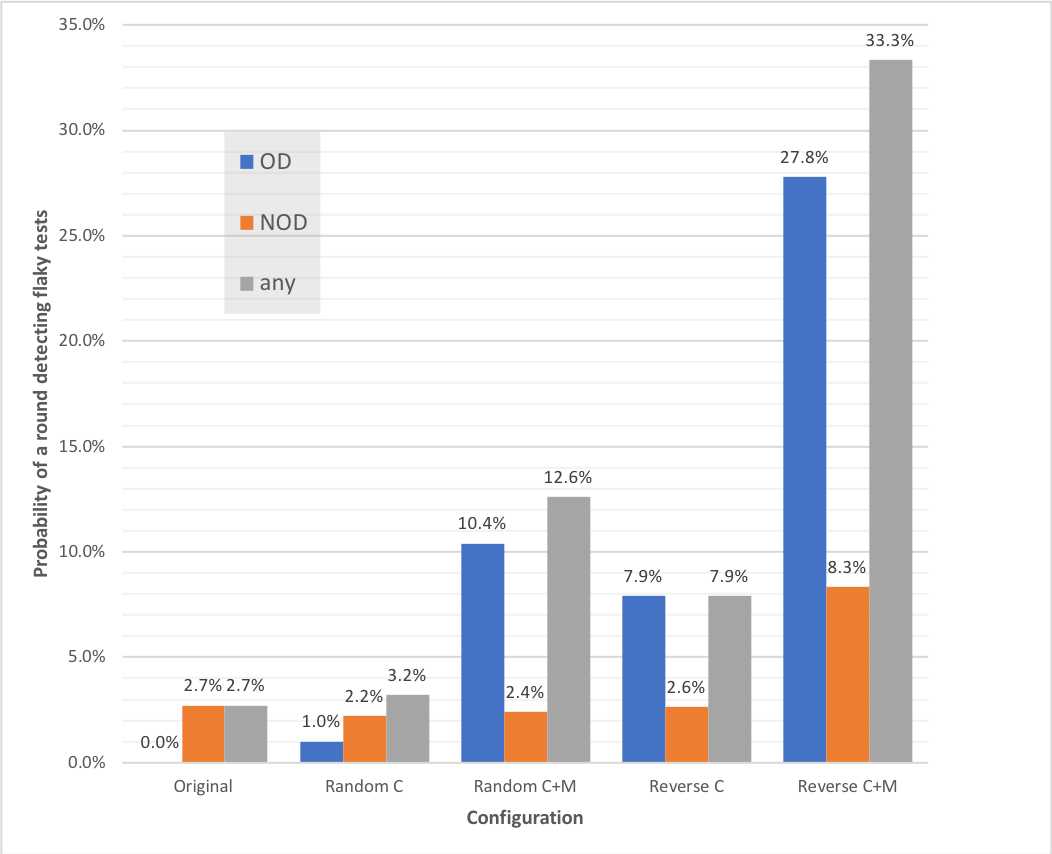 35.0%
30.0%
25.0%
20.0%
15.0%
10.0%
5.0%
0.0%
Probability of a round detecting flaky tests
OD
NOD
any
0.0%
2.7%
2.7%
1.0%
2.2%
3.2%
10.4%
2.4%
12.6%
7.9%
2.6%
7.9%
27.8%
8.3%
33.3%
Original
Random C
Random C+M
Reverse C
Reverse C+M
Configuration